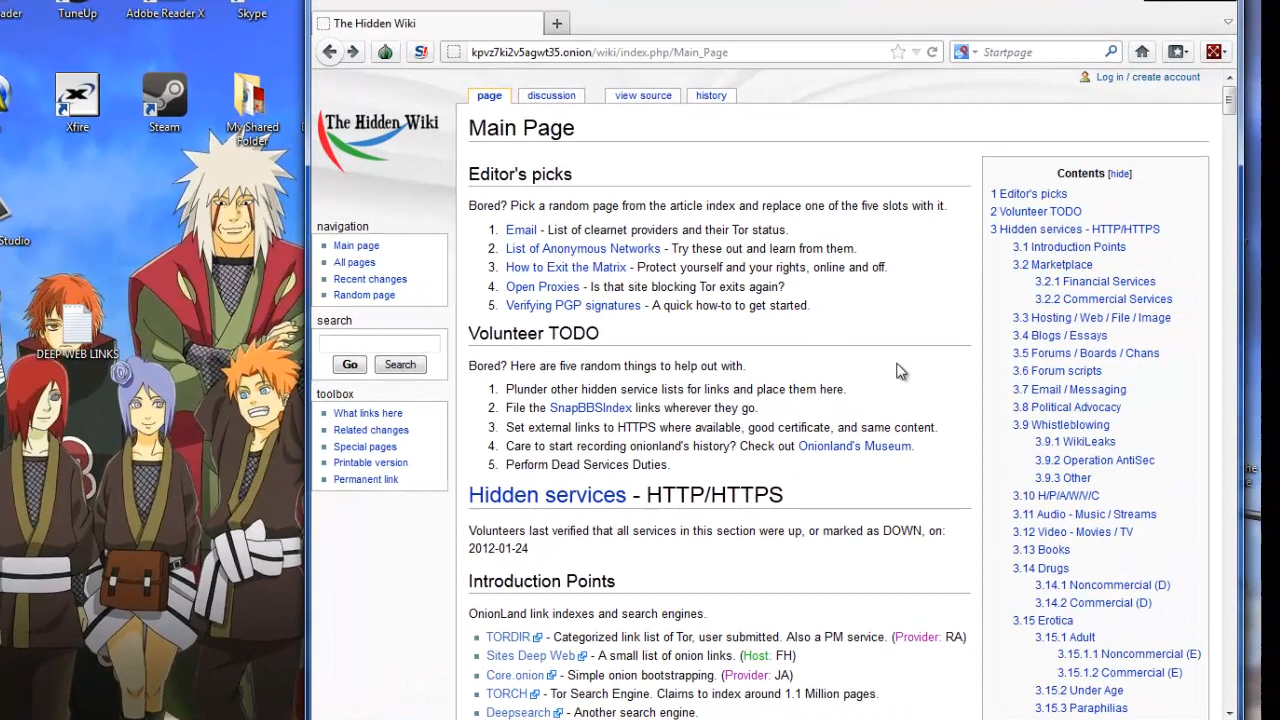 ader
TuneUp
Adobe Reader X
Skype
Xfire
Steam
My Shared
Folder
Studio
DEEP WEB LINKS
The Hidden Wiki
kpvz7ki2v5agwt35.onion/wiki/index.php/Main_Page
Startpage
Log in / create account
page
discussion
view source
history
The Hidden Wiki
navigation
Main page
All pages
Recent changes
Random page
search
Go
Search
toolbox
What links here
Related changes
Special pages
Printable version
Permanent link
Main Page
Editor's picks
Bored? Pick a random page from the article index and replace one of the five slots with it.
1. Email - List of clearnet providers and their Tor status.
2. List of Anonymous Networks - Try these out and learn from them.
3. How to Exit the Matrix - Protect yourself and your rights, online and off.
4. Open Proxies - Is that site blocking Tor exits again?
5. Verifying PGP signatures - A quick how-to to get started.
Volunteer TODO
Bored? Here are five random things to help out with.
1. Plunder other hidden service lists for links and place them here.
2. File the SnapBBSIndex links wherever they go.
3. Set external links to HTTPS where available, good certificate, and same content.
4. Care to start recording onionland's history? Check out Onionland's Museum.
5. Perform Dead Services Duties.
Hidden services - HTTP/HTTPS
Volunteers last verified that all services in this section were up, or marked as DOWN, on:
2012-01-24
Introduction Points
OnionLand link indexes and search engines.
TORDIR - Categorized link list of Tor, user submitted. Also a PM service. (Provider: RA)
Sites Deep Web - A small list of onion links. (Host: FH)
Core.onion - Simple onion bootstrapping. (Provider: JA)
TORCH - Tor Search Engine. Claims to index around 1.1 Million pages.
Deepsearch - Another search engine.
Contents [hide]
1 Editor's picks
2 Volunteer TODO
3 Hidden services - HTTP/HTTPS
3.1 Introduction Points
3.2 Marketplace
3.2.1 Financial Services
3.2.2 Commercial Services
3.3 Hosting / Web / File / Image
3.4 Blogs / Essays
3.5 Forums / Boards / Chans
3.6 Forum scripts
3.7 Email / Messaging
3.8 Political Advocacy
3.9 Whistleblowing
3.9.1 WikiLeaks
3.9.2 Operation AntiSec
3.9.3 Other
3.10 H/P/A/W/V/C
3.11 Audio - Music / Streams
3.12 Video - Movies / TV
3.13 Books
3.14 Drugs
3.14.1 Noncommercial (D)
3.14.2 Commercial (D)
3.15 Erotica
3.15.1 Adult
3.15.1.1 Noncommercial (E)
3.15.1.2 Commercial (E)
3.15.2 Under Age
3.15.3 Paraphilias